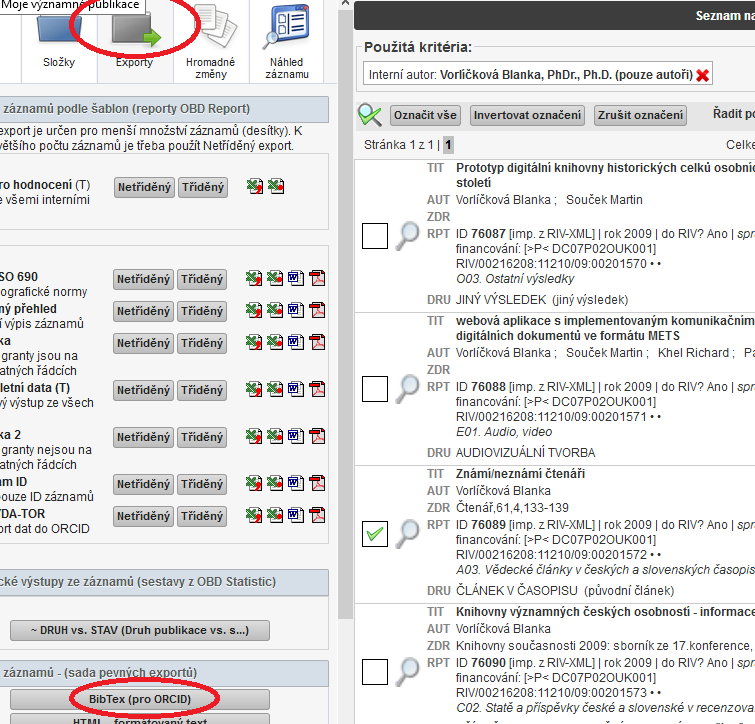 Moje významné publikace
Složky
Exporty
Hromadné
změny
Náhled
záznamu
záznamů podle šablon (reporty OBD Report)
export je určen pro menší množství záznamů (desítky). K
většího počtu záznamů je třeba použít Netříděný export.
ro hodnocení (T)
e všemi interními
Netříděný Tříděný
SO 690
ografické normy
Netříděný Tříděný
ný přehled
í výpis záznamů
Netříděný Tříděný
ka
granty jsou na
atných řádcích
Netříděný Tříděný
letní data (T)
vý výstup ze všech
Netříděný Tříděný
ka 2
granty nejsou na
atných řádcích
Netříděný Tříděný
am ID
pouze ID záznamů
Netříděný Tříděný
VDA-TOR
ort dat do ORCID
Netříděný Tříděný
cké výstupy ze záznamů (sestavy z OBD Statistic)
~ DRUH vs. STAV (Druh publikace vs. s...)
záznamů - (sada pevných exportů)
BibTex (pro ORCID)
HTML - formátovaný text
Seznam na
Použitá kritéria:
Interní autor: Vorlíčková Blanka, PhDr., Ph.D. (pouze autoři)
Označit vše Invertovat označení Zrušit označení Řadit po
Stránka 1 z 1 | 1 Celke
TIT Prototyp digitální knihovny historických celků osobníc
století
AUT Vorlíčková Blanka ; Souček Martin
ZDR
RPT ID 76087 [imp. z RIV-XML] | rok 2009 | do RIV? Ano | spr
financování: [>P< DC07P02OUK001]
RIV/00216208:11210/09:00201570 • •
O03. Ostatní výsledky
DRU JINÝ VÝSLEDEK (jiný výsledek)
TIT webová aplikace s implementovaným komunikačním
digitálních dokumentů ve formátu METS
AUT Vorlíčková Blanka ; Souček Martin ; Khel Richard ; Pa
ZDR
RPT ID 76088 [imp. z RIV-XML] | rok 2009 | do RIV? Ano | spr
financování: [>P< DC07P02OUK001]
RIV/00216208:11210/09:00201571 • •
E01. Audio, video
DRU AUDIOVIZUÁLNÍ TVORBA
TIT Známí/neznámí čtenáři
AUT Vorlíčková Blanka
ZDR Čtenář,61,4,133-139
RPT ID 76089 [imp. z RIV-XML] | rok 2009 | do RIV? Ano | spr
financování: [>P< DC07P02OUK001]
RIV/00216208:11210/09:00201572 • •
A03. Vědecké články v českých a slovenských časopis
DRU ČLÁNEK V ČASOPISU (původní článek)
TIT Knihovny významných českých osobností - informace
AUT Vorlíčková Blanka
ZDR Knihovny současnosti 2009: sborník ze 17.konference,
RPT ID 76090 [imp. z RIV-XML] | rok 2009 | do RIV? Ano | spr
financování: [>P< DC07P02OUK001]
RIV/00216208:11210/09:00201573 • •
C02. Statě a příspěvky české a slovenské v recenzova